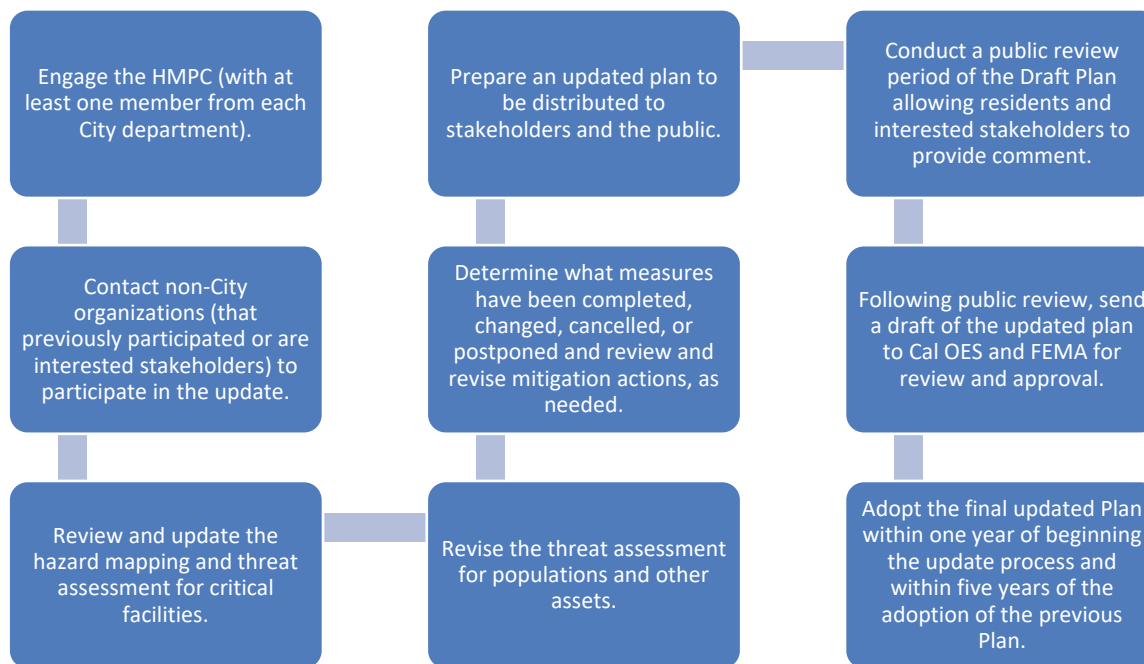 Engage the HMPC (with at
least one member from each
City department).
Contact non-City
organizations (that
previously participated or are
interested stakeholders) to
participate in the update.
Review and update the
hazard mapping and threat
assessment for critical
facilities.
Revise the threat assessment
for populations and other
assets.
Determine what measures
have been completed,
changed, cancelled, or
postponed and review and
revise mitigation actions, as
needed.
Prepare an updated plan to
be distributed to
stakeholders and the public.
Conduct a public review
period of the Draft Plan
allowing residents and
interested stakeholders to
provide comment.
Following public review, send
a draft of the updated plan
to Cal OES and FEMA for
review and approval.
Adopt the final updated Plan
within one year of beginning
the update process and
within five years of the
adoption of the previous
Plan.